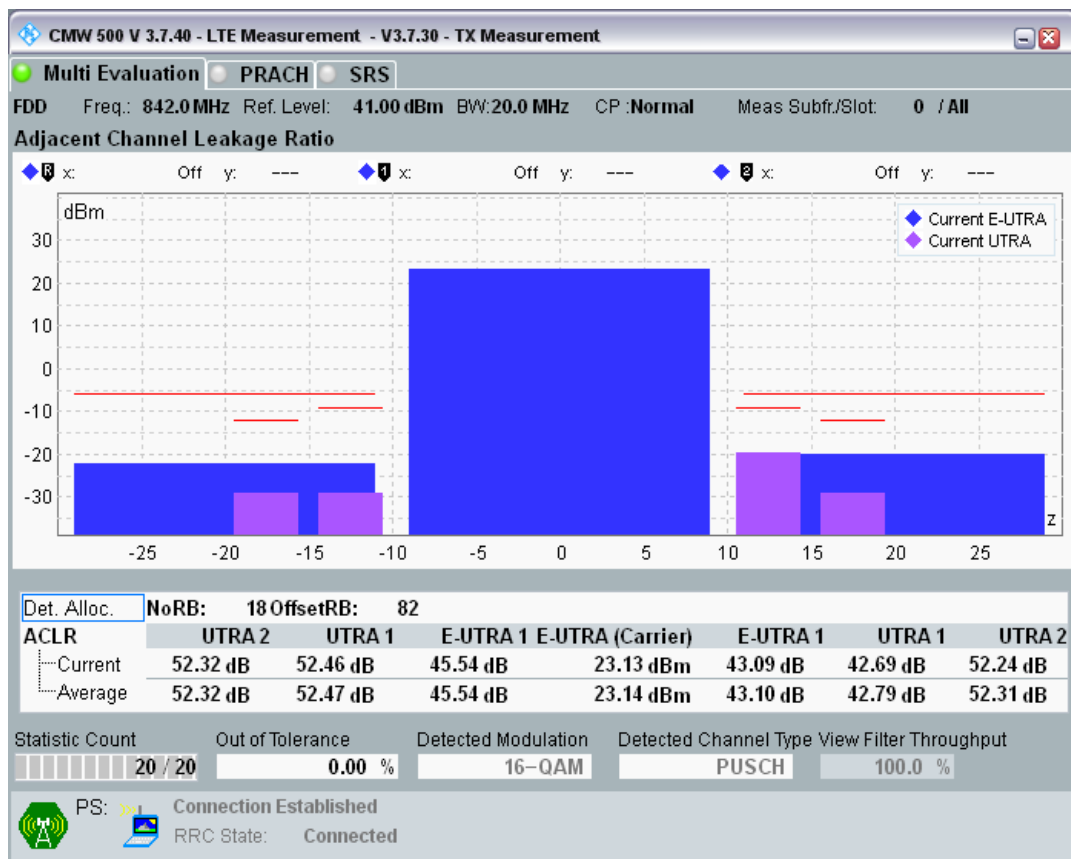 CMW 500 V 3.7.40 - LTE Measurement - V3.7.30 - TX Measurement
Multi Evaluation PRACH SRS
FDD Freq.: 842.0 MHz Ref. Level: 41.00 dBm BW:20.0 MHz CP :Normal Meas Subfr./Slot: 0 / All
Adjacent Channel Leakage Ratio
R x: Off y: --- 1 x: Off y: --- 2 x: Off y: ---
dBm
Current E-UTRA
Current UTRA
30
20
10
0
-10
-20
-30
z
-25 -20 -15 -10 -5 0 5 10 15 20 25
Det. Alloc. NoRB: 18 OffsetRB: 82
ACLR UTRA 2 UTRA 1 E-UTRA 1 E-UTRA (Carrier) E-UTRA 1 UTRA 1 UTRA 2
Current 52.32 dB 52.46 dB 45.54 dB 23.13 dBm 43.09 dB 42.69 dB 52.24 dB
Average 52.32 dB 52.47 dB 45.54 dB 23.14 dBm 43.10 dB 42.79 dB 52.31 dB
Statistic Count Out of Tolerance Detected Modulation Detected Channel Type View Filter Throughput
20 / 20 0.00 % 16-QAM PUSCH 100.0 %
PS: Connection Established
RRC State: Connected